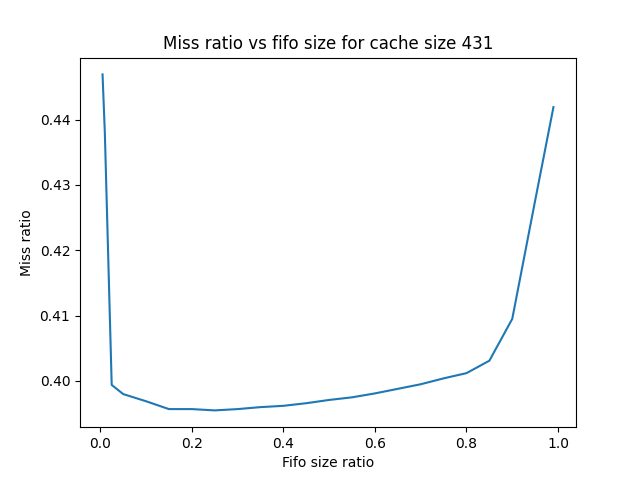 Miss ratio vs fifo size for cache size 431
0.44
0.43
0.42
0.41
0.40
Miss ratio
0.0 0.2 0.4 0.6 0.8 1.0
Fifo size ratio